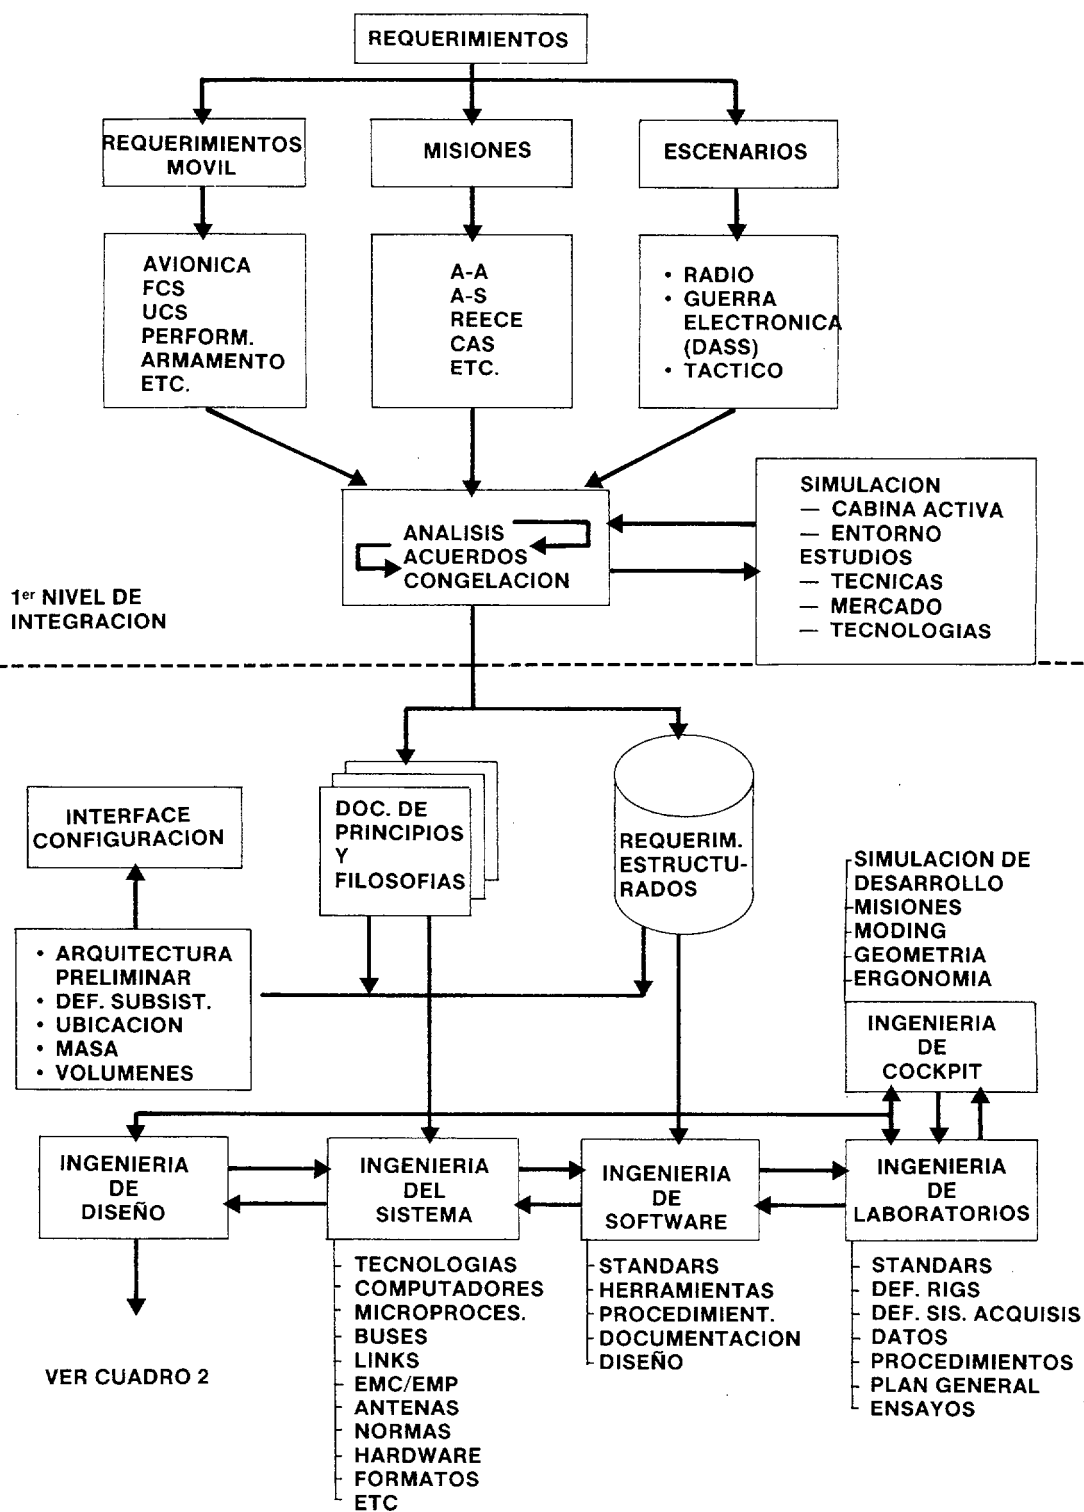 REQUERIMIENTOS
REQUERIMIENTOS
MOVIL
MISIONES
ESCENARIOS
AVIONICA
FCS
UCS
PERFORM.
ARMAMENTO
ETC.
A-A
A-S
REECE
CAS
ETC.
• RADIO
• GUERRA
ELECTRONICA
(DASS)
• TACTICO
ANALISIS
ACUERDOS
CONGELACION
SIMULACION
— CABINA ACTIVA
— ENTORNO
ESTUDIOS
— TECNICAS
— MERCADO
— TECNOLOGIAS
1er NIVEL DE
INTEGRACION
INTERFACE
CONFIGURACION
DOC. DE
PRINCIPIOS
Y
FILOSOFIAS
REQUERIM.
ESTRUCTU-
RADOS
SIMULACION DE
DESARROLLO
MISIONES
MODING
GEOMETRIA
ERGONOMIA
• ARQUITECTURA
PRELIMINAR
• DEF. SUBSIST.
• UBICACION
• MASA
• VOLUMENES
INGENIERIA
DE
COCKPIT
INGENIERIA
DE
DISEÑO
INGENIERIA
DEL
SISTEMA
INGENIERIA
DE
SOFTWARE
INGENIERIA
DE
LABORATORIOS
TECNOLOGIAS
COMPUTADORES
MICROPROCES.
BUSES
LINKS
EMC/EMP
ANTENAS
NORMAS
HARDWARE
FORMATOS
ETC
STANDARS
HERRAMIENTAS
PROCEDIMIENT.
DOCUMENTACION
DISEÑO
STANDARS
DEF. RIGS
DEF. SIS. ACQUISIS
DATOS
PROCEDIMIENTOS
PLAN GENERAL
ENSAYOS
VER CUADRO 2